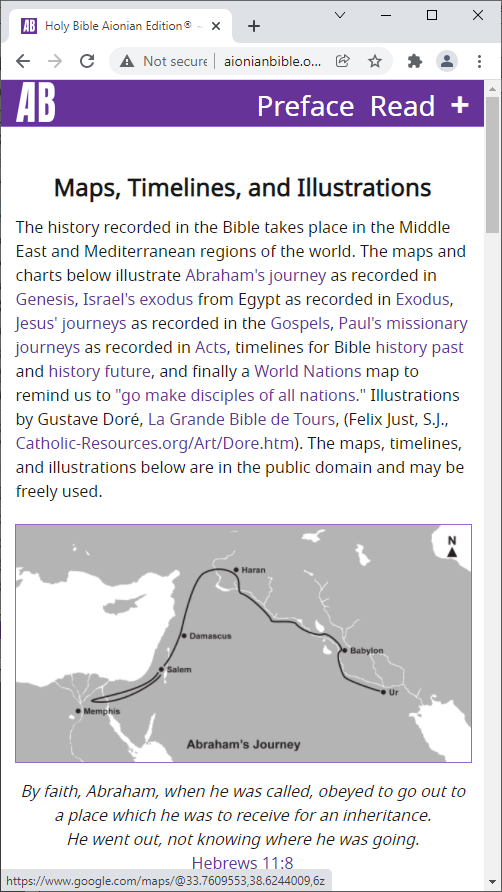 AB Holy Bible Aionian Edition® –
Not secure aionianbible.o...
AB Preface Read +
Maps, Timelines, and Illustrations
The history recorded in the Bible takes place in the Middle
East and Mediterranean regions of the world. The maps and
charts below illustrate Abraham's journey as recorded in
Genesis, Israel's exodus from Egypt as recorded in Exodus,
Jesus' journeys as recorded in the Gospels, Paul's missionary
journeys as recorded in Acts, timelines for Bible history past
and history future, and finally a World Nations map to
remind us to "go make disciples of all nations." Illustrations
by Gustave Doré, La Grande Bible de Tours, (Felix Just, S.J.,
Catholic-Resources.org/Art/Dore.htm). The maps, timelines,
and illustrations below are in the public domain and may be
freely used.
N
Haran
Damascus
Babylon
Salem
Ur
Memphis
Abraham's Journey
By faith, Abraham, when he was called, obeyed to go out to
a place which he was to receive for an inheritance.
He went out, not knowing where he was going.
Hebrews 11:8
https://www.google.com/maps/@33.7609553,38.6244009,6z